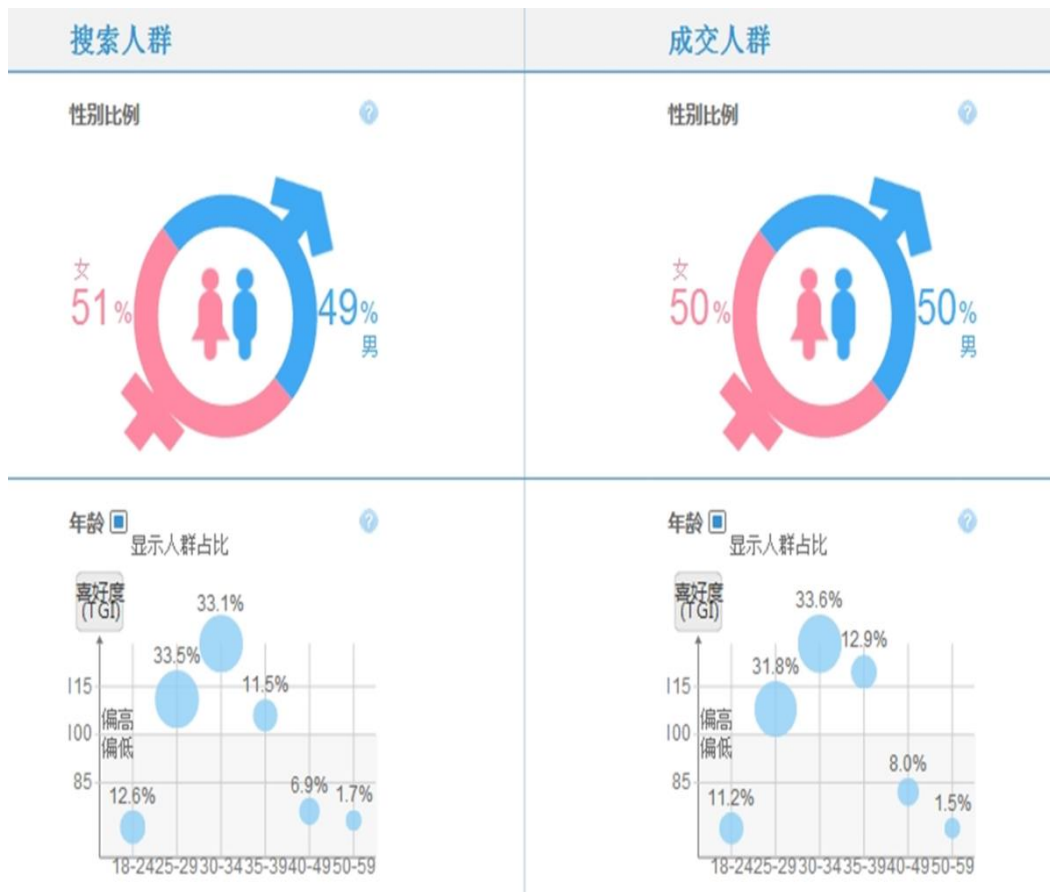 搜索人群
成交人群
性别比例 ?
女
51%
49%
男
性别比例 ?
女
50%
50%
男
年龄 显示人群占比 ?
喜好度
(TGI)
115
100
85
偏高
偏低
12.6%
33.5%
33.1%
11.5%
6.9%
1.7%
18-24 25-29 30-34 35-39 40-49 50-59
年龄 显示人群占比 ?
喜好度
(TGI)
115
100
85
偏高
偏低
11.2%
31.8%
33.6%
12.9%
8.0%
1.5%
18-24 25-29 30-34 35-39 40-49 50-59